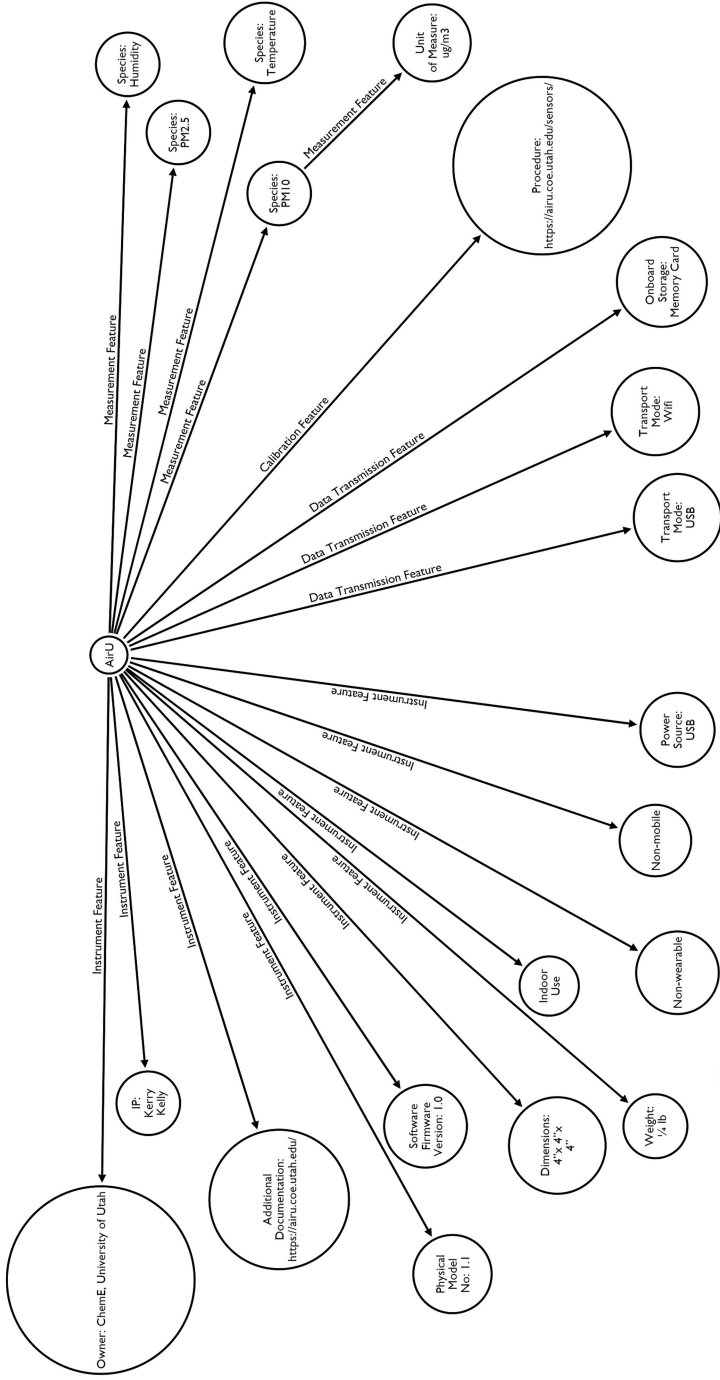 Species:
Humidity
Species:
PM2.5
Species:
Temperature
Species:
PM10
Unit
of Measure:
ug/m3
Measurement Feature
Measurement Feature
Measurement Feature
Measurement Feature
Measurement Feature
Procedure:
https://airu.coe.utah.edu/sensors/
Calibration Feature
Onboard
Storage:
Memory Card
Data Transmission Feature
Transport
Mode:
Wifi
Data Transmission Feature
Transport
Mode:
USB
Data Transmission Feature
AirU
Instrument Feature
Power
Source:
USB
Instrument Feature
Non-mobile
Instrument Feature
Non-wearable
Instrument Feature
Indoor
Use
Instrument Feature
Weight:
¼ lb
Instrument Feature
Dimensions:
4"x 4"x
4"
Instrument Feature
Software
Firmware
Version: 1.0
Instrument Feature
Physical
Model
No: 1.1
Instrument Feature
Additional
Documentation:
https://airu.coe.utah.edu/
Instrument Feature
IP:
Kerry
Kelly
Instrument Feature
Owner: ChemE, University of Utah